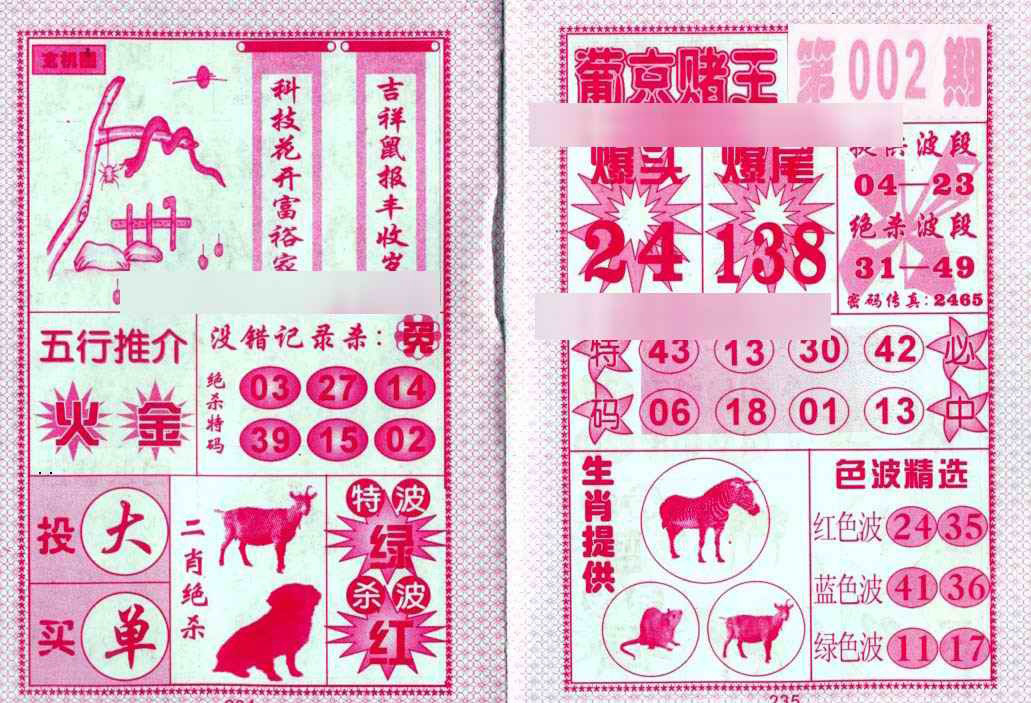 玄机图
吉祥鼠报丰收岁
科技花开富裕家
五行推介
火 金
没错记录杀：兔
绝杀特码
03 27 14
39 15 02
投 大
买 单
二肖绝杀
特波
绿
杀波
红
葡京赌王
第002期
爆头 爆尾
24 138
提供波段
04—23
绝杀波段
31—49
密码传真：2465
特 43 13 30 42 必
码 06 18 01 13 中
生肖提供
色波精选
红色波 24 35
蓝色波 41 36
绿色波 11 17
235